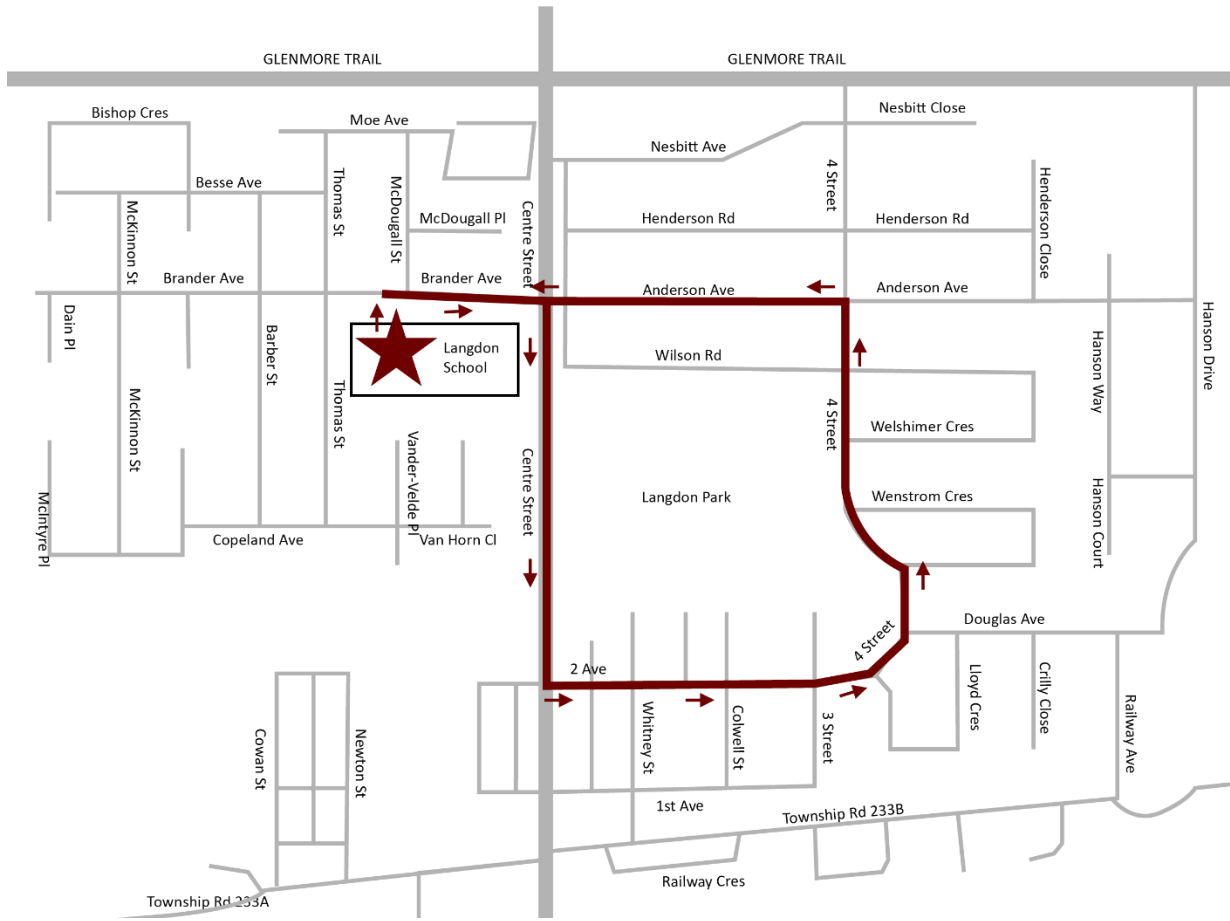 GLENMORE TRAIL
GLENMORE TRAIL
Bishop Cres
Moe Ave
Nesbitt Close
Nesbitt Ave
4 Street
Besse Ave
Thomas St
McDougall St
McKinnon St
McDougall Pl
Centre Street
Henderson Rd
Henderson Rd
Henderson Close
Brander Ave
Brander Ave
Anderson Ave
Anderson Ave
Dain Pl
Barber St
Langdon
School
Wilson Rd
Hanson Way
Hanson Drive
McKinnon St
Thomas St
4 Street
Welshimer Cres
Vander-Velde Pl
Centre Street
Langdon Park
Wenstrom Cres
Hanson Court
McIntyre Pl
Copeland Ave
Van Horn Cl
Douglas Ave
4 Street
2 Ave
Lloyd Cres
Crilly Close
Railway Ave
Cowan St
Newton St
Whitney St
Colwell St
3 Street
1st Ave
Township Rd 233B
Railway Cres
Township Rd 233A